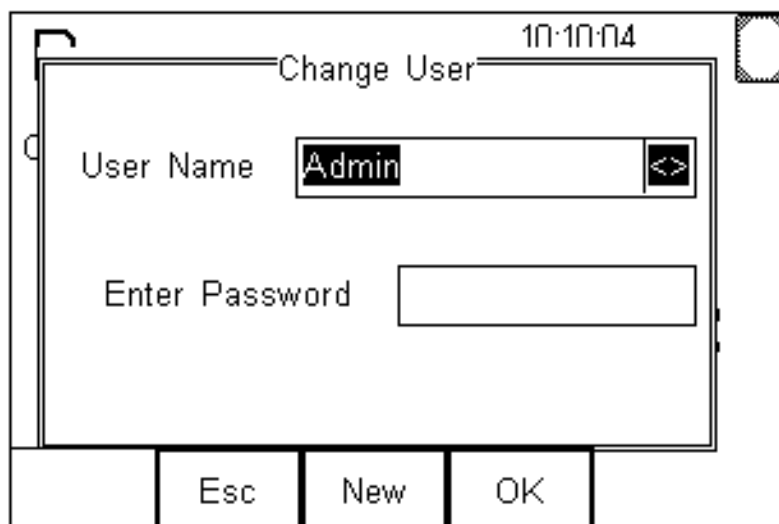 10:10:04
Change User
User Name Admin <>
Enter Password
Esc New OK